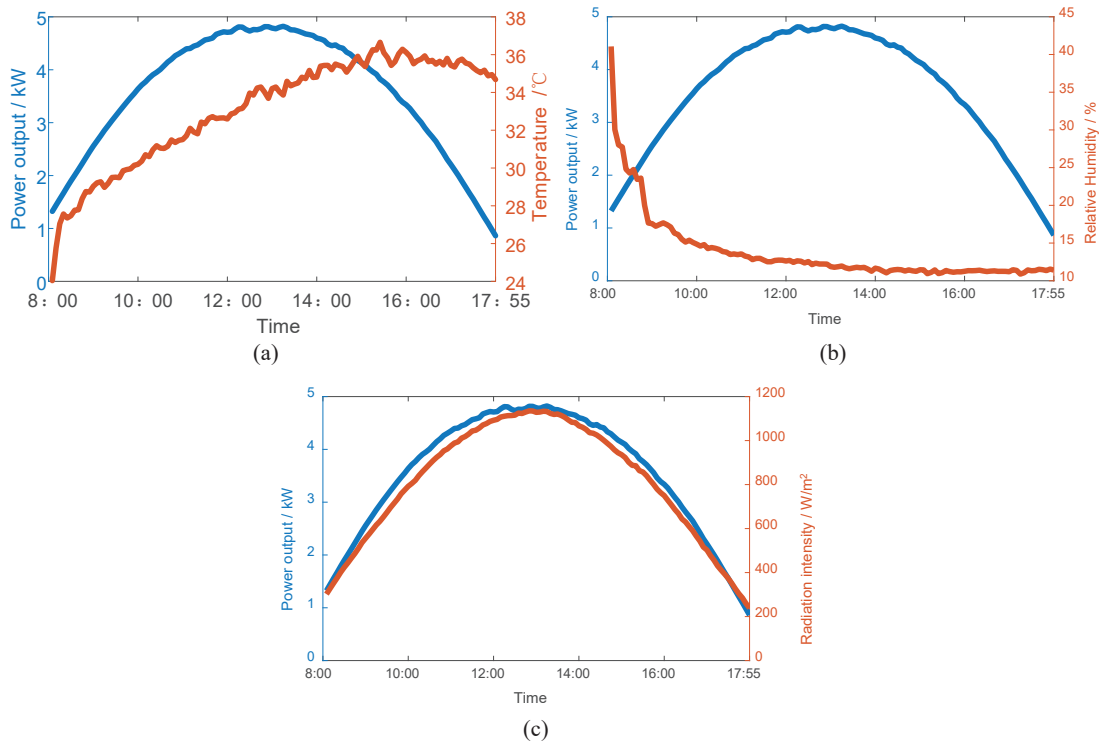 5
4
3
2
1
0
Power output / kW
38
36
34
32
30
28
26
24
Temperature /℃
8:00 10:00 12:00 14:00 16:00 17:55
Time
(a)
5
4
3
2
1
0
Power output / kW
45
40
35
30
25
20
15
10
Relative Humidity / %
8:00 10:00 12:00 14:00 16:00 17:55
Time
(b)
5
4
3
2
1
0
Power output / kW
1200
1000
800
600
400
200
0
Radiation intensity / W/m²
8:00 10:00 12:00 14:00 16:00 17:55
Time
(c)